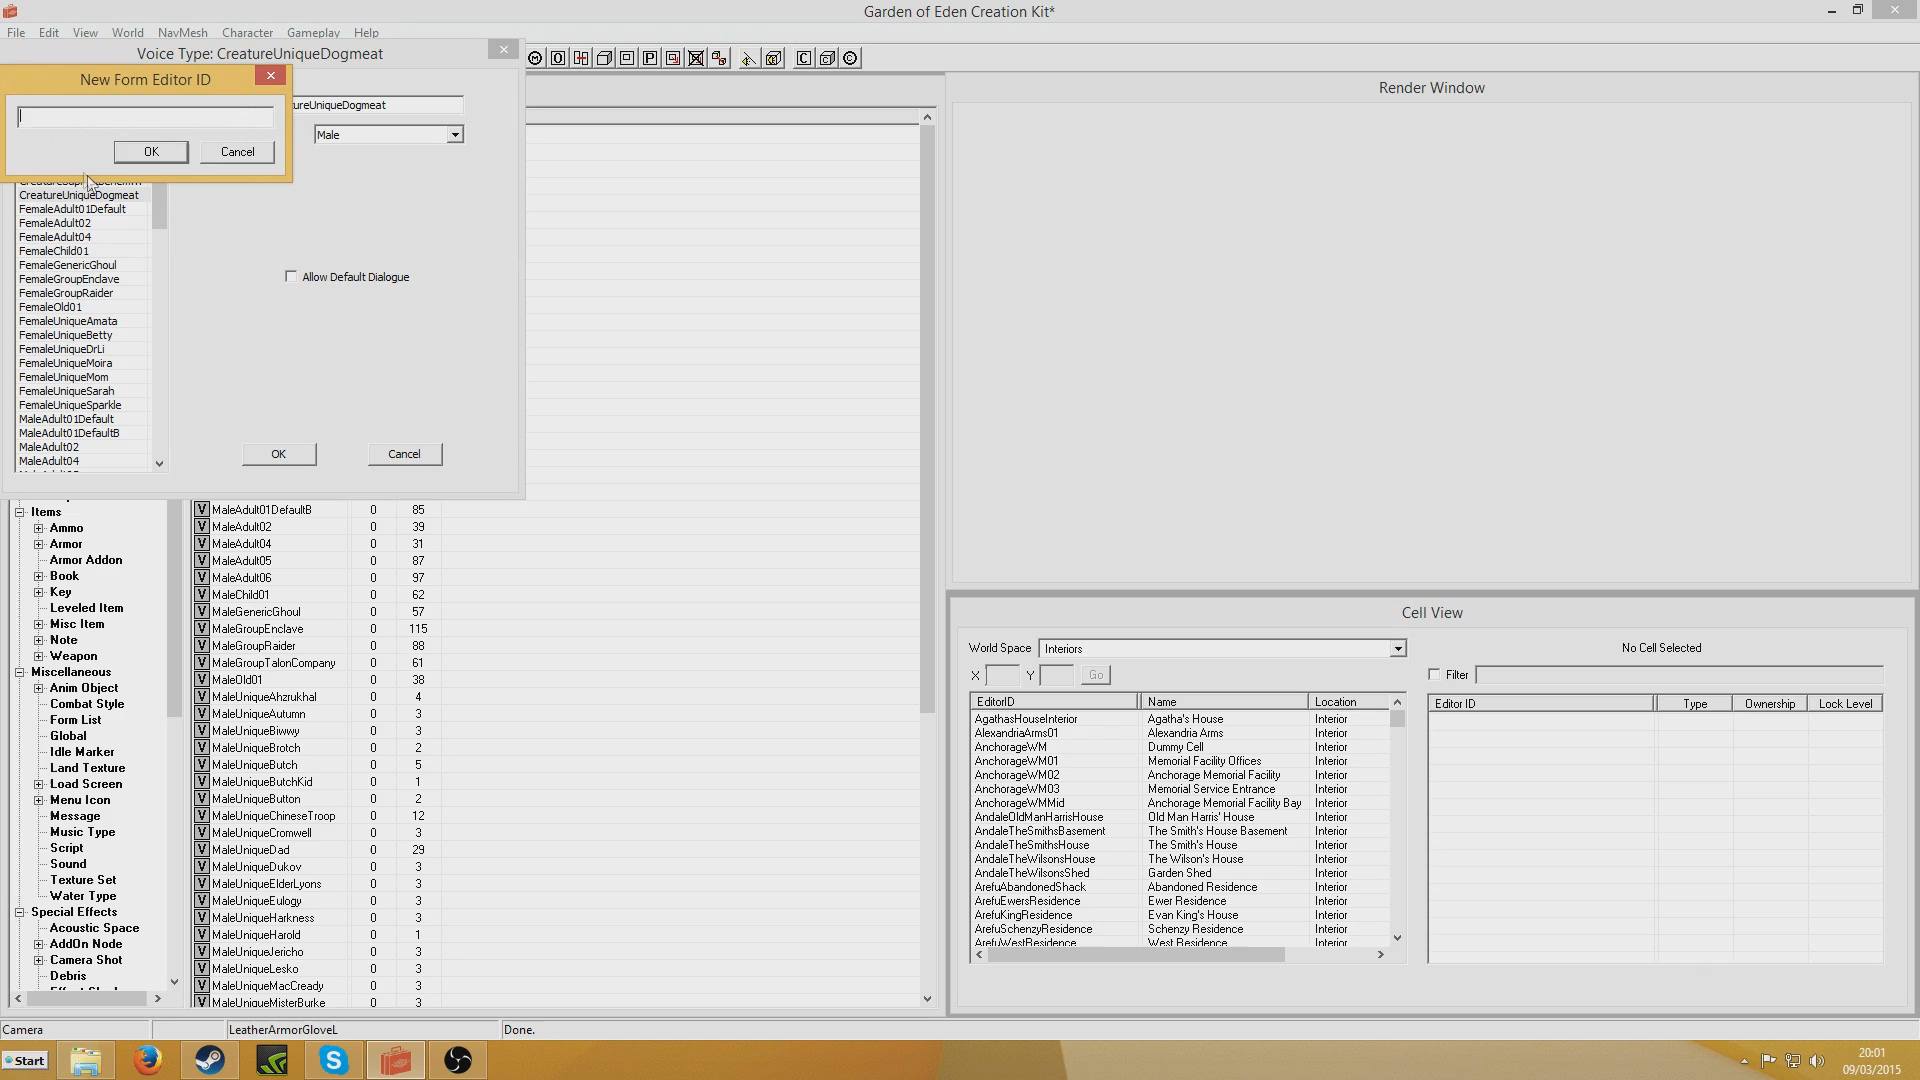 Garden of Eden Creation Kit*
File Edit View World NavMesh Character Gameplay Help
Voice Type: CreatureUniqueDogmeat
New Form Editor ID
OK Cancel
Male
CreatureUniqueDogmeat
FemaleAdult01Default
FemaleAdult02
FemaleAdult04
FemaleChild01
FemaleGenericGhoul
FemaleGroupEnclave
FemaleGroupRaider
FemaleOld01
FemaleUniqueAmata
FemaleUniqueBetty
FemaleUniqueDrLi
FemaleUniqueMoira
FemaleUniqueMom
FemaleUniqueSarah
FemaleUniqueSparkle
MaleAdult01Default
MaleAdult01DefaultB
MaleAdult02
MaleAdult04
Allow Default Dialogue
OK Cancel
Items
Ammo
Armor
Armor Addon
Book
Key
Leveled Item
Misc Item
Note
Weapon
Miscellaneous
Anim Object
Combat Style
Form List
Global
Idle Marker
Land Texture
Load Screen
Menu Icon
Message
Music Type
Script
Sound
Texture Set
Water Type
Special Effects
Acoustic Space
AddOn Node
Camera Shot
Debris
V MaleAdult01DefaultB 0 85
V MaleAdult02 0 39
V MaleAdult04 0 31
V MaleAdult05 0 87
V MaleAdult06 0 97
V MaleChild01 0 62
V MaleGenericGhoul 0 57
V MaleGroupEnclave 0 115
V MaleGroupRaider 0 88
V MaleGroupTalonCompany 0 61
V MaleOld01 0 38
V MaleUniqueAhzrukhal 0 4
V MaleUniqueAutumn 0 3
V MaleUniqueBiwwy 0 3
V MaleUniqueBrotch 0 2
V MaleUniqueButch 0 5
V MaleUniqueButchKid 0 1
V MaleUniqueButton 0 2
V MaleUniqueChineseTroop 0 12
V MaleUniqueCromwell 0 3
V MaleUniqueDad 0 29
V MaleUniqueDukov 0 3
V MaleUniqueElderLyons 0 3
V MaleUniqueEulogy 0 3
V MaleUniqueHarkness 0 3
V MaleUniqueHarold 0 1
V MaleUniqueJericho 0 3
V MaleUniqueLesko 0 3
V MaleUniqueMacCready 0 3
V MaleUniqueMisterBurke 0 3
Render Window
Cell View
World Space Interiors
No Cell Selected
X Y Go
Filter
EditorID Name Location
AgathasHouseInterior Agatha's House Interior
AlexandriaArms01 Alexandria Arms Interior
AnchorageWM Dummy Cell Interior
AnchorageWM01 Memorial Facility Offices Interior
AnchorageWM02 Anchorage Memorial Facility Interior
AnchorageWM03 Memorial Service Entrance Interior
AnchorageWMMid Anchorage Memorial Facility Bay Interior
AndaleOldManHarrisHouse Old Man Harris' House Interior
AndaleTheSmithsBasement The Smith's House Basement Interior
AndaleTheSmithsHouse The Smith's House Interior
AndaleTheWilsonsHouse The Wilson's House Interior
AndaleTheWilsonsShed Garden Shed Interior
ArefuAbandonedShack Abandoned Residence Interior
ArefuEwersResidence Ewer Residence Interior
ArefuKingResidence Evan King's House Interior
ArefuSchenzyResidence Schenzy Residence Interior
ArefuWestResidence West Residence Interior
Editor ID Type Ownership Lock Level
Camera LeatherArmorGloveL Done.
Start
20:01
09/03/2015